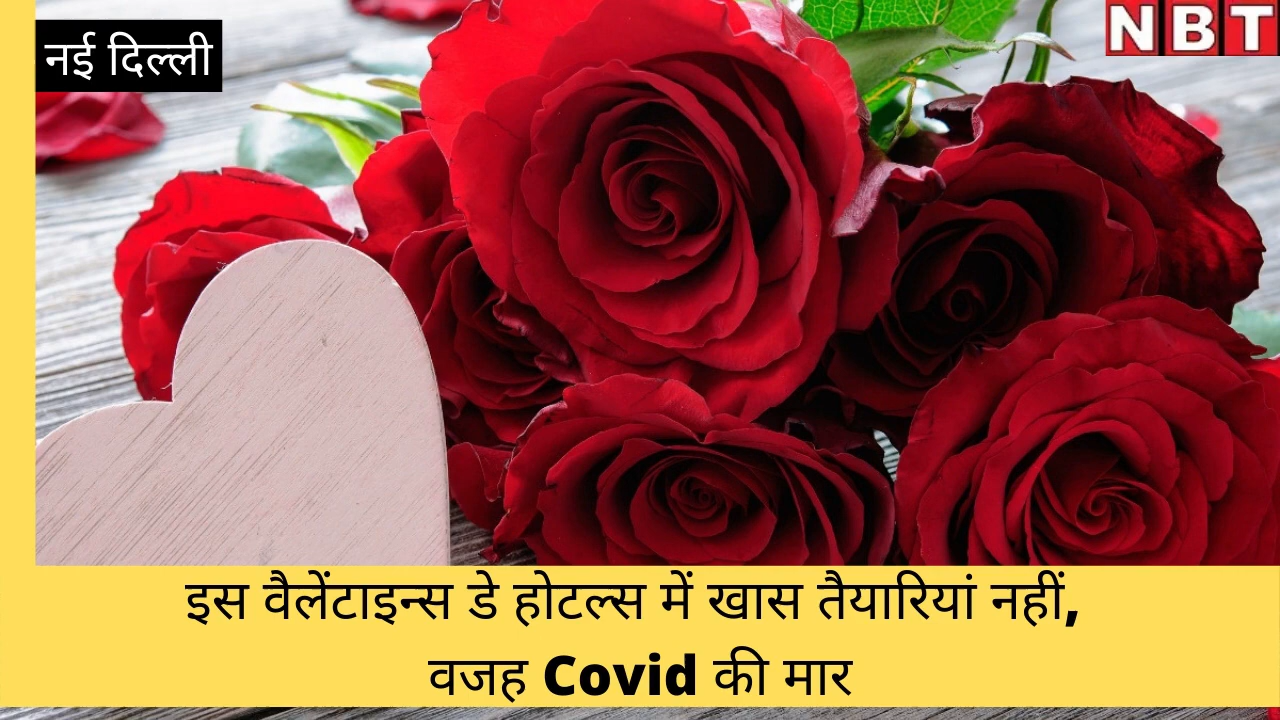 नई दिल्ली
NBT
इस वैलेंटाइन्स डे होटल्स में खास तैयारियां नहीं,
वजह Covid की मार